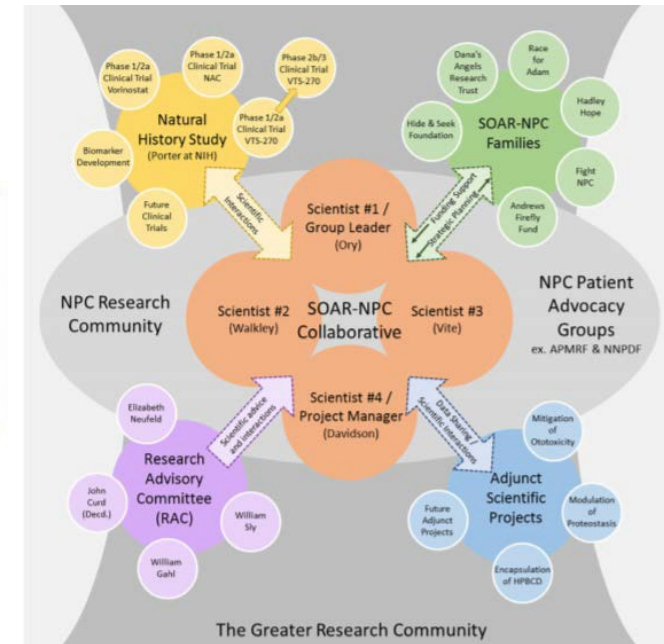 Phase 1/2a
Clinical Trial
Vorinostat
Phase 1/2a
Clinical Trial
NAC
Phase 2b/3
Clinical Trial
VTS-270
Phase 1/2a
Clinical Trial
VTS-270
Natural
History Study
(Porter at NIH)
Biomarker
Development
Future
Clinical
Trials
Scientific
Interactions
Dana's
Angels
Research
Trust
Race
for
Adam
Hadley
Hope
Hide & Seek
Foundation
SOAR-NPC
Families
Fight
NPC
Andrews
Firefly
Fund
Funding Support
Strategic Planning
Scientist #1 /
Group Leader
(Ory)
NPC Research
Community
Scientist #2
(Walkley)
SOAR-NPC
Collaborative
Scientist #3
(Vite)
NPC Patient
Advocacy
Groups
ex. APMRF & NNPDF
Scientist #4 /
Project Manager
(Davidson)
Scientific advice
and interactions
Data Sharing /
Scientific Interactions
Elizabeth
Neufeld
Research
Advisory
Committee
(RAC)
John
Curd
(Decd.)
William
Sly
William
Gahl
Mitigation
of
Ototoxicity
Adjunct
Scientific
Projects
Future
Adjunct
Projects
Modulation
of
Proteostasis
Encapsulation
of HPBCD
The Greater Research Community